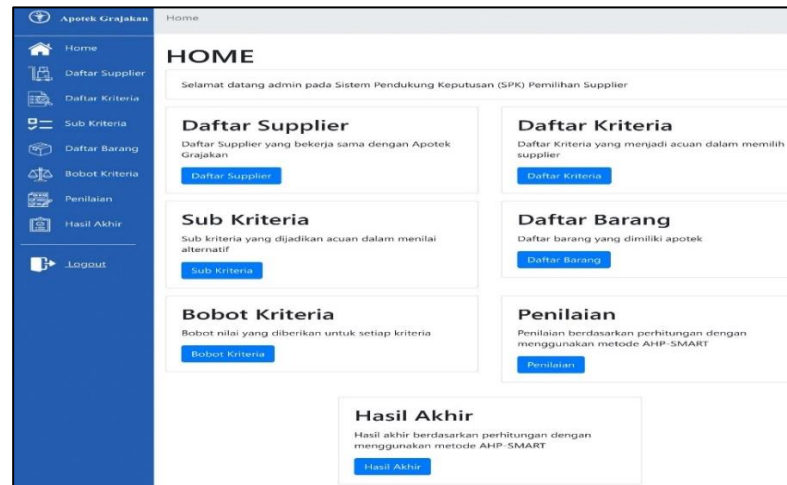 Apotek Grajakan
Home
Daftar Supplier
Daftar Kriteria
Sub Kriteria
Daftar Barang
Bobot Kriteria
Penilaian
Hasil Akhir
Logout
Home
HOME
Selamat datang admin pada Sistem Pendukung Keputusan (SPK) Pemilihan Supplier
Daftar Supplier
Daftar Supplier yang bekerja sama dengan Apotek
Grajakan
Daftar Supplier
Daftar Kriteria
Daftar Kriteria yang menjadi acuan dalam memilih
supplier
Daftar Kriteria
Sub Kriteria
Sub kriteria yang dijadikan acuan dalam menilai
alternatif
Sub Kriteria
Daftar Barang
Daftar barang yang dimiliki apotek
Daftar Barang
Bobot Kriteria
Bobot nilai yang diberikan untuk setiap kriteria
Bobot Kriteria
Penilaian
Penilaian berdasarkan perhitungan dengan
menggunakan metode AHP-SMART
Penilaian
Hasil Akhir
Hasil akhir berdasarkan perhitungan dengan
menggunakan metode AHP-SMART
Hasil Akhir